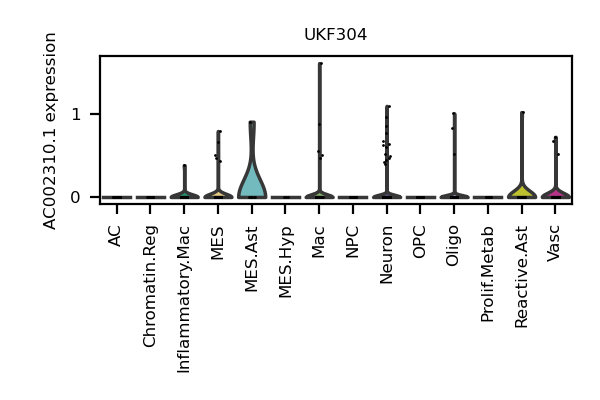 UKF304
AC002310.1 expression
1
0
AC
Chromatin.Reg
Inflammatory.Mac
MES
MES.Ast
MES.Hyp
Mac
NPC
Neuron
OPC
Oligo
Prolif.Metab
Reactive.Ast
Vasc